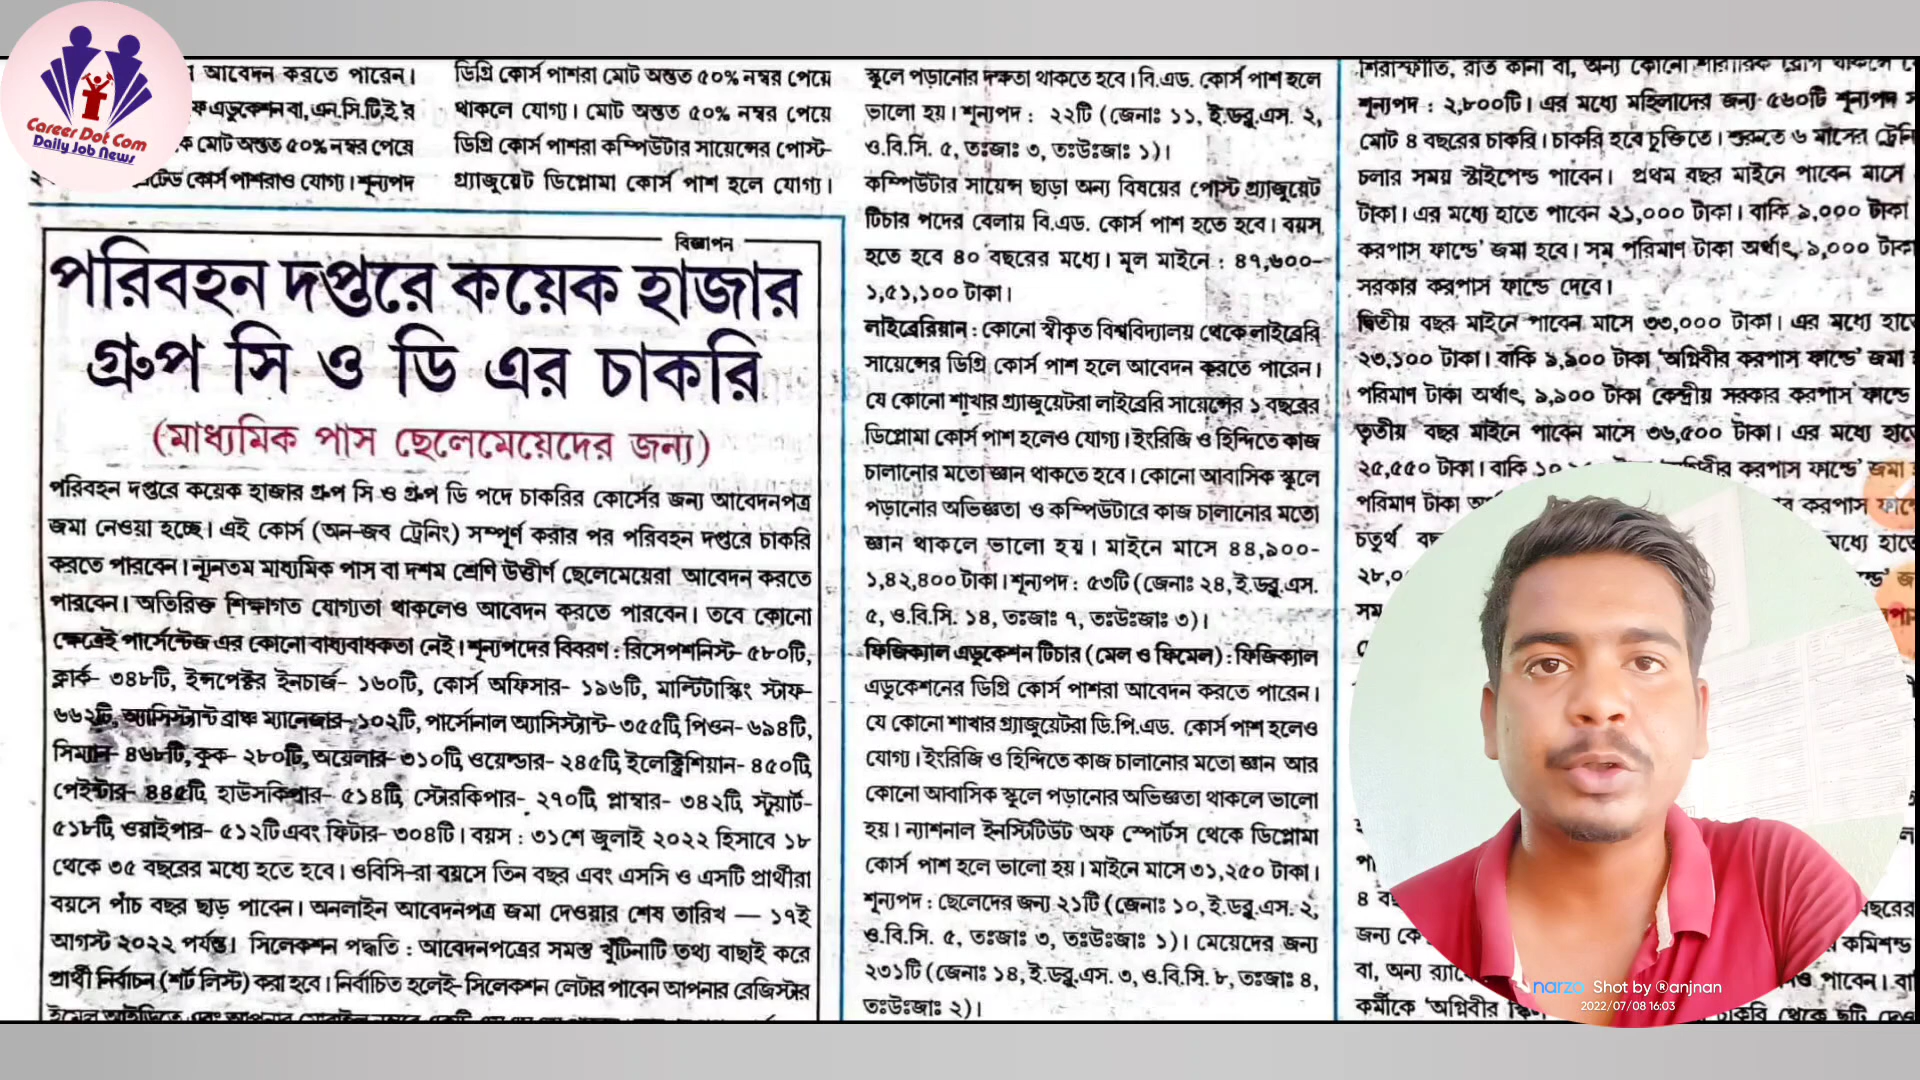 Career Dot Com
Daily Job News
আবেদন করতে পারেন।
ফ এডুকেশন বা, এন.সি.টি.ই'র
ক মোট অন্তত ৫০% নম্বর পেয়ে
কোর্স পাশরাও যোগ্য। শূন্যপদ
বিজ্ঞাপন
পরিবহন দপ্তরে কয়েক হাজার
গ্রুপ সি ও ডি এর চাকরি
(মাধ্যমিক পাস ছেলেমেয়েদের জন্য)
পরিবহন দপ্তরে কয়েক হাজার গ্রুপ সি ও গ্রুপ ডি পদে চাকরির কোর্সের জন্য আবেদনপত্র
জমা নেওয়া হচ্ছে। এই কোর্স (অন-জব ট্রেনিং) সম্পূর্ণ করার পর পরিবহন দপ্তরে চাকরি
করতে পারবেন। ন্যূনতম মাধ্যমিক পাস বা দশম শ্রেণি উত্তীর্ণ ছেলেমেয়েরা আবেদন করতে
পারবেন। অতিরিক্ত শিক্ষাগত যোগ্যতা থাকলেও আবেদন করতে পারবেন। তবে কোনো
ক্ষেত্রেই পার্সেন্টেজ এর কোনো বাধ্যবাধকতা নেই। শূন্যপদের বিবরণ : রিসেপশনিস্ট- ৫৮০টি,
ক্লার্ক- ৩৪৮টি, ইন্সপেক্টর ইনচার্জ- ১৬০টি, কোর্স অফিসার- ১৯৬টি, মাল্টিটাস্কিং স্টাফ-
৬৬২টি, অ্যাসিস্ট্যান্ট ব্রাঞ্চ ম্যানেজার- ১০২টি, পার্সোনাল অ্যাসিস্ট্যান্ট- ৩৫৫টি, পিওন- ৬৯৪টি,
সিম্যান- ৪৬৮টি, কুক- ২৮০টি, অয়েলার- ৩১০টি, ওয়েল্ডার- ২৪৫টি, ইলেক্ট্রিশিয়ান- ৪৫০টি,
পেইন্টার- ৪৪৫টি, হাউসকিপার- ৫১৪টি, স্টোরকিপার- ২৭০টি, প্লাম্বার- ৩৪২টি, স্টুয়ার্ট-
৫১৮টি, ওয়াইপার- ৫১২টি এবং ফিটার- ৩০৪টি। বয়স : ৩১শে জুলাই ২০২২ হিসাবে ১৮
থেকে ৩৫ বছরের মধ্যে হতে হবে। ওবিসি-রা বয়সে তিন বছর এবং এসসি ও এসটি প্রার্থীরা
বয়সে পাঁচ বছর ছাড় পাবেন। অনলাইন আবেদনপত্র জমা দেওয়ার শেষ তারিখ — ১৭ই
আগস্ট ২০২২ পর্যন্ত। সিলেকশন পদ্ধতি : আবেদনপত্রের সমস্ত খুঁটিনাটি তথ্য বাছাই করে
প্রার্থী নির্বাচন (শর্ট লিস্ট) করা হবে। নির্বাচিত হলেই- সিলেকশন লেটার পাবেন আপনার রেজিস্টার
ডিগ্রি কোর্স পাশরা মোট অন্তত ৫০% নম্বর পেয়ে
থাকলে যোগ্য। মোট অন্তত ৫০% নম্বর পেয়ে
ডিগ্রি কোর্স পাশরা কম্পিউটার সায়েন্সের পোস্ট-
গ্র্যাজুয়েট ডিপ্লোমা কোর্স পাশ হলে যোগ্য।
স্কুলে পড়ানোর দক্ষতা থাকতে হবে। বি.এড. কোর্স পাশ হলে
ভালো হয়। শূন্যপদ : ২২টি (জেনাঃ ১১, ই.ডব্লু.এস. ২,
ও.বি.সি. ৫, তঃজাঃ ৩, তঃউঃজাঃ ১)।
কম্পিউটার সায়েন্স ছাড়া অন্য বিষয়ের পোস্ট গ্র্যাজুয়েট
টিচার পদের বেলায় বি.এড. কোর্স পাশ হতে হবে। বয়স
হতে হবে ৪০ বছরের মধ্যে। মূল মাইনে : ৪৭,৬০০-
১,৫১,১০০ টাকা।
লাইব্রেরিয়ান : কোনো স্বীকৃত বিশ্ববিদ্যালয় থেকে লাইব্রেরি
সায়েন্সের ডিগ্রি কোর্স পাশ হলে আবেদন করতে পারেন।
যে কোনো শাখার গ্র্যাজুয়েটরা লাইব্রেরি সায়েন্সের ১ বছরের
ডিপ্লোমা কোর্স পাশ হলেও যোগ্য। ইংরিজি ও হিন্দিতে কাজ
চালানোর মতো জ্ঞান থাকতে হবে। কোনো আবাসিক স্কুলে
পড়ানোর অভিজ্ঞতা ও কম্পিউটারে কাজ চালানোর মতো
জ্ঞান থাকলে ভালো হয়। মাইনে মাসে ৪৪,৯০০-
১,৪২,৪০০ টাকা। শূন্যপদ : ৫৩টি (জেনাঃ ২৪, ই.ডব্লু.এস.
৫, ও.বি.সি. ১৪, তঃজাঃ ৭, তঃউঃজাঃ ৩)।
ফিজিক্যাল এডুকেশন টিচার (মেল ও ফিমেল) : ফিজিক্যাল
এডুকেশনের ডিগ্রি কোর্স পাশরা আবেদন করতে পারেন।
যে কোনো শাখার গ্র্যাজুয়েটরা ডি.পি.এড. কোর্স পাশ হলেও
যোগ্য। ইংরিজি ও হিন্দিতে কাজ চালানোর মতো জ্ঞান আর
কোনো আবাসিক স্কুলে পড়ানোর অভিজ্ঞতা থাকলে ভালো
হয়। ন্যাশনাল ইনস্টিটিউট অফ স্পোর্টস থেকে ডিপ্লোমা
কোর্স পাশ হলে ভালো হয়। মাইনে মাসে ৩১,২৫০ টাকা।
শূন্যপদ : ছেলেদের জন্য ২১টি (জেনাঃ ১০, ই.ডব্লু.এস. ২,
ও.বি.সি. ৫, তঃজাঃ ৩, তঃউঃজাঃ ১)। মেয়েদের জন্য
২৩১টি (জেনাঃ ১৪, ই.ডব্লু.এস. ৩, ও.বি.সি. ৮, তঃজাঃ ৪,
তঃউঃজাঃ ২)।
শিরাস্ফীতি, রাত কানা বা, অন্য কোনো শারীরিক রোগ থাকলে
শূন্যপদ : ২,৮০০টি। এর মধ্যে মহিলাদের জন্য ৫৬০টি শূন্যপদ
মোট ৪ বছরের চাকরি। চাকরি হবে চুক্তিতে। শুরুতে ৬ মাসের
চলার সময় স্টাইপেন্ড পাবেন। প্রথম বছর মাইনে পাবেন মাসে
টাকা। এর মধ্যে হাতে পাবেন ২১,০০০ টাকা। বাকি ৯,০০০ টাকা
করপাস ফান্ডে' জমা হবে। সম পরিমাণ টাকা অর্থাৎ, ৯,০০০ টাকা
সরকার করপাস ফান্ডে দেবে।
দ্বিতীয় বছর মাইনে পাবেন মাসে ৩৩,০০০ টাকা। এর মধ্যে হাতে
২৩,১০০ টাকা। বাকি ৯,৯০০ টাকা 'অগ্নিবীর করপাস ফান্ডে' জমা
পরিমাণ টাকা অর্থাৎ, ৯,৯০০ টাকা কেন্দ্রীয় সরকার করপাস ফান্ডে
তৃতীয় বছর মাইনে পাবেন মাসে ৩৬,৫০০ টাকা। এর মধ্যে হাতে
২৫,৫৫০ টাকা। বাকি করপাস ফান্ডে' জমা
পরিমাণ টাকা
চতুর্থ
মধ্যে হাতে
জন্য
কমিশন্ড
বা, অন্য
পাবেন।
কর্মীকে 'অগ্নিবীর
narzo Shot by ®anjnan
2022/07/08 16:03